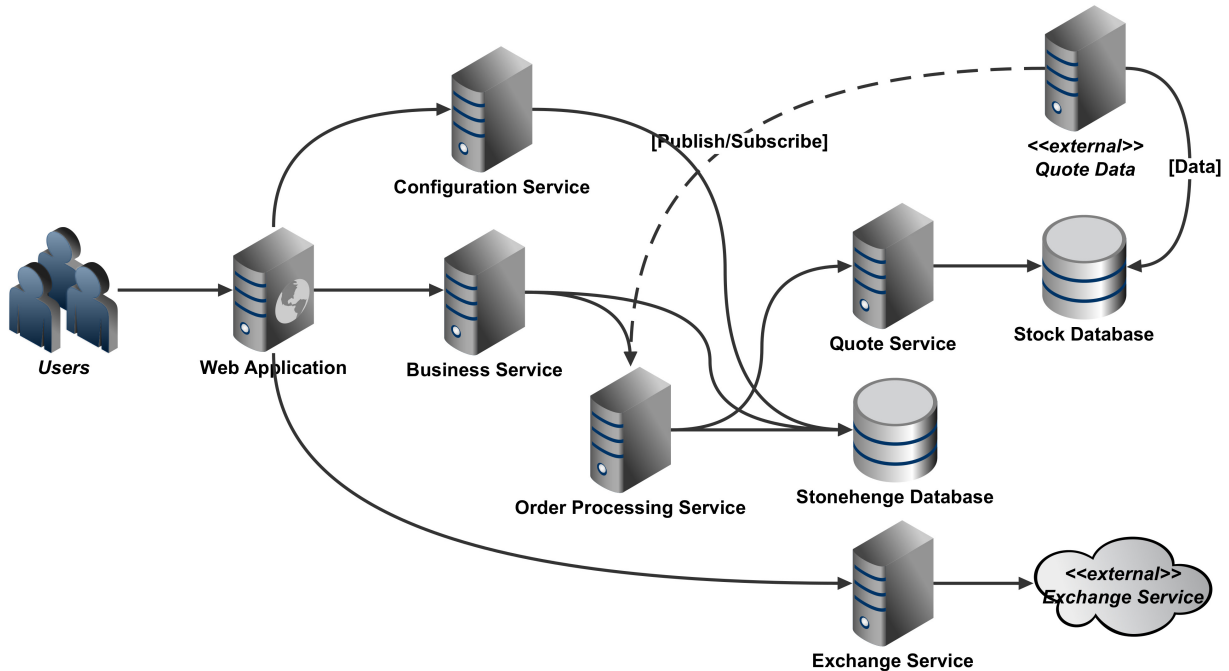 [Publish/Subscribe]
<<external>>
Quote Data
[Data]
Configuration Service
Users
Web Application
Business Service
Quote Service
Stock Database
Order Processing Service
Stonehenge Database
<<external>>
Exchange Service
Exchange Service